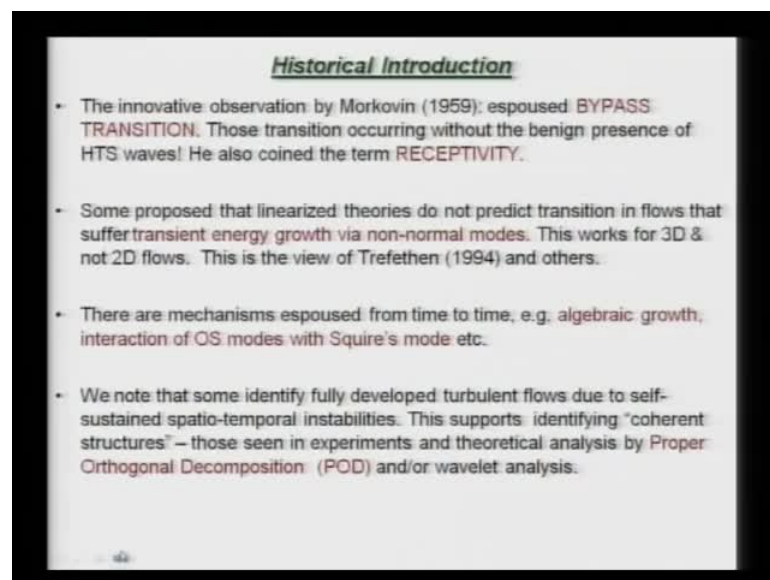 Historical Introduction
• The innovative observation by Morkovin (1959): espoused BYPASS
TRANSITION. Those transition occurring without the benign presence of
HTS waves! He also coined the term RECEPTIVITY.
• Some proposed that linearized theories do not predict transition in flows that
suffer transient energy growth via non-normal modes. This works for 3D &
not 2D flows. This is the view of Trefethen (1994) and others.
• There are mechanisms espoused from time to time, e.g. algebraic growth,
interaction of OS modes with Squire's mode etc.
• We note that some identify fully developed turbulent flows due to self-
sustained spatio-temporal instabilities. This supports identifying "coherent
structures" – those seen in experiments and theoretical analysis by Proper
Orthogonal Decomposition (POD) and/or wavelet analysis.